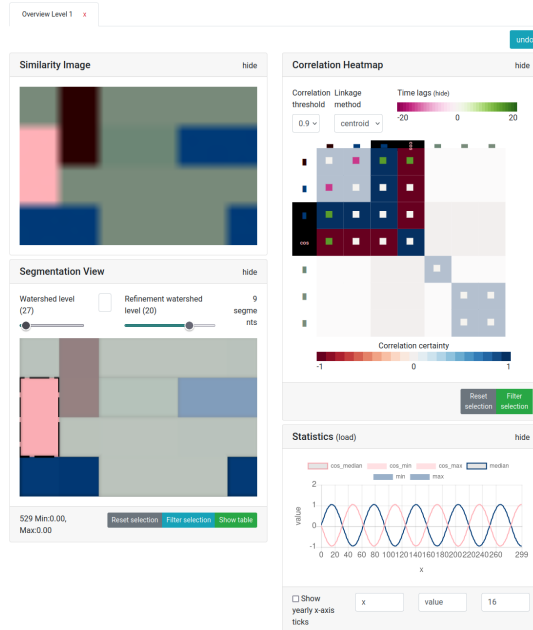 Overview Level 1 x
undo
Similarity Image hide
Segmentation View hide
Watershed level (27)
Refinement watershed level (20)
9 segme nts
529 Min:0.00, Max:0.00
Reset selection Filter selection Show table
Correlation Heatmap hide
Correlation threshold
Linkage method
Time lags (hide)
0.9 centroid
-20 0 20
cos
cos
Correlation certainty
-1 0 1
Reset selection
Filter selection
Statistics (load) hide
cos_median cos_min cos_max median
min max
2
1
0
-1
value
0 20 40 60 80 100 120 140 160 180 200 220 240 260 299
x
Show yearly x-axis ticks
x value 16